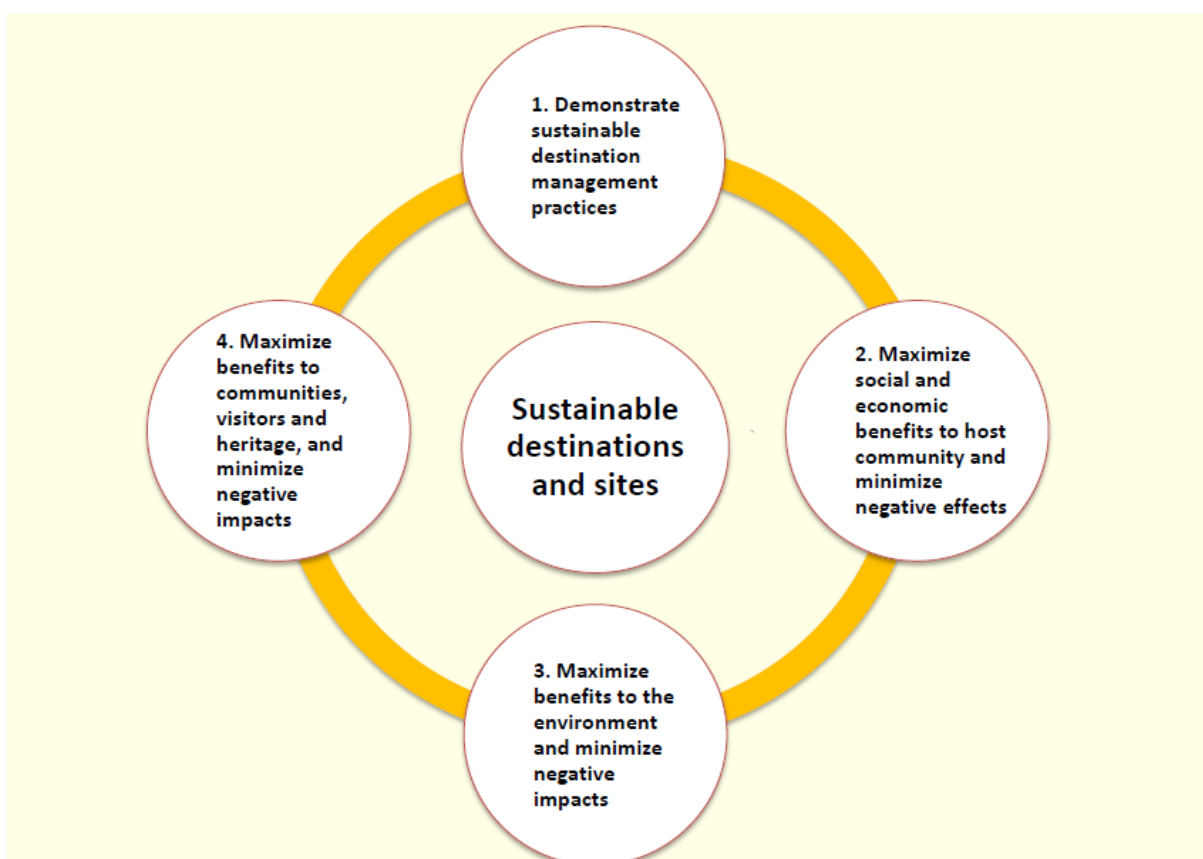 1. Demonstrate
sustainable
destination
management
practices
2. Maximize
social and
economic
benefits to host
community and
minimize
negative effects
3. Maximize
benefits to the
environment
and minimize
negative
impacts
4. Maximize
benefits to
communities,
visitors and
heritage, and
minimize
negative
impacts
Sustainable
destinations
and sites